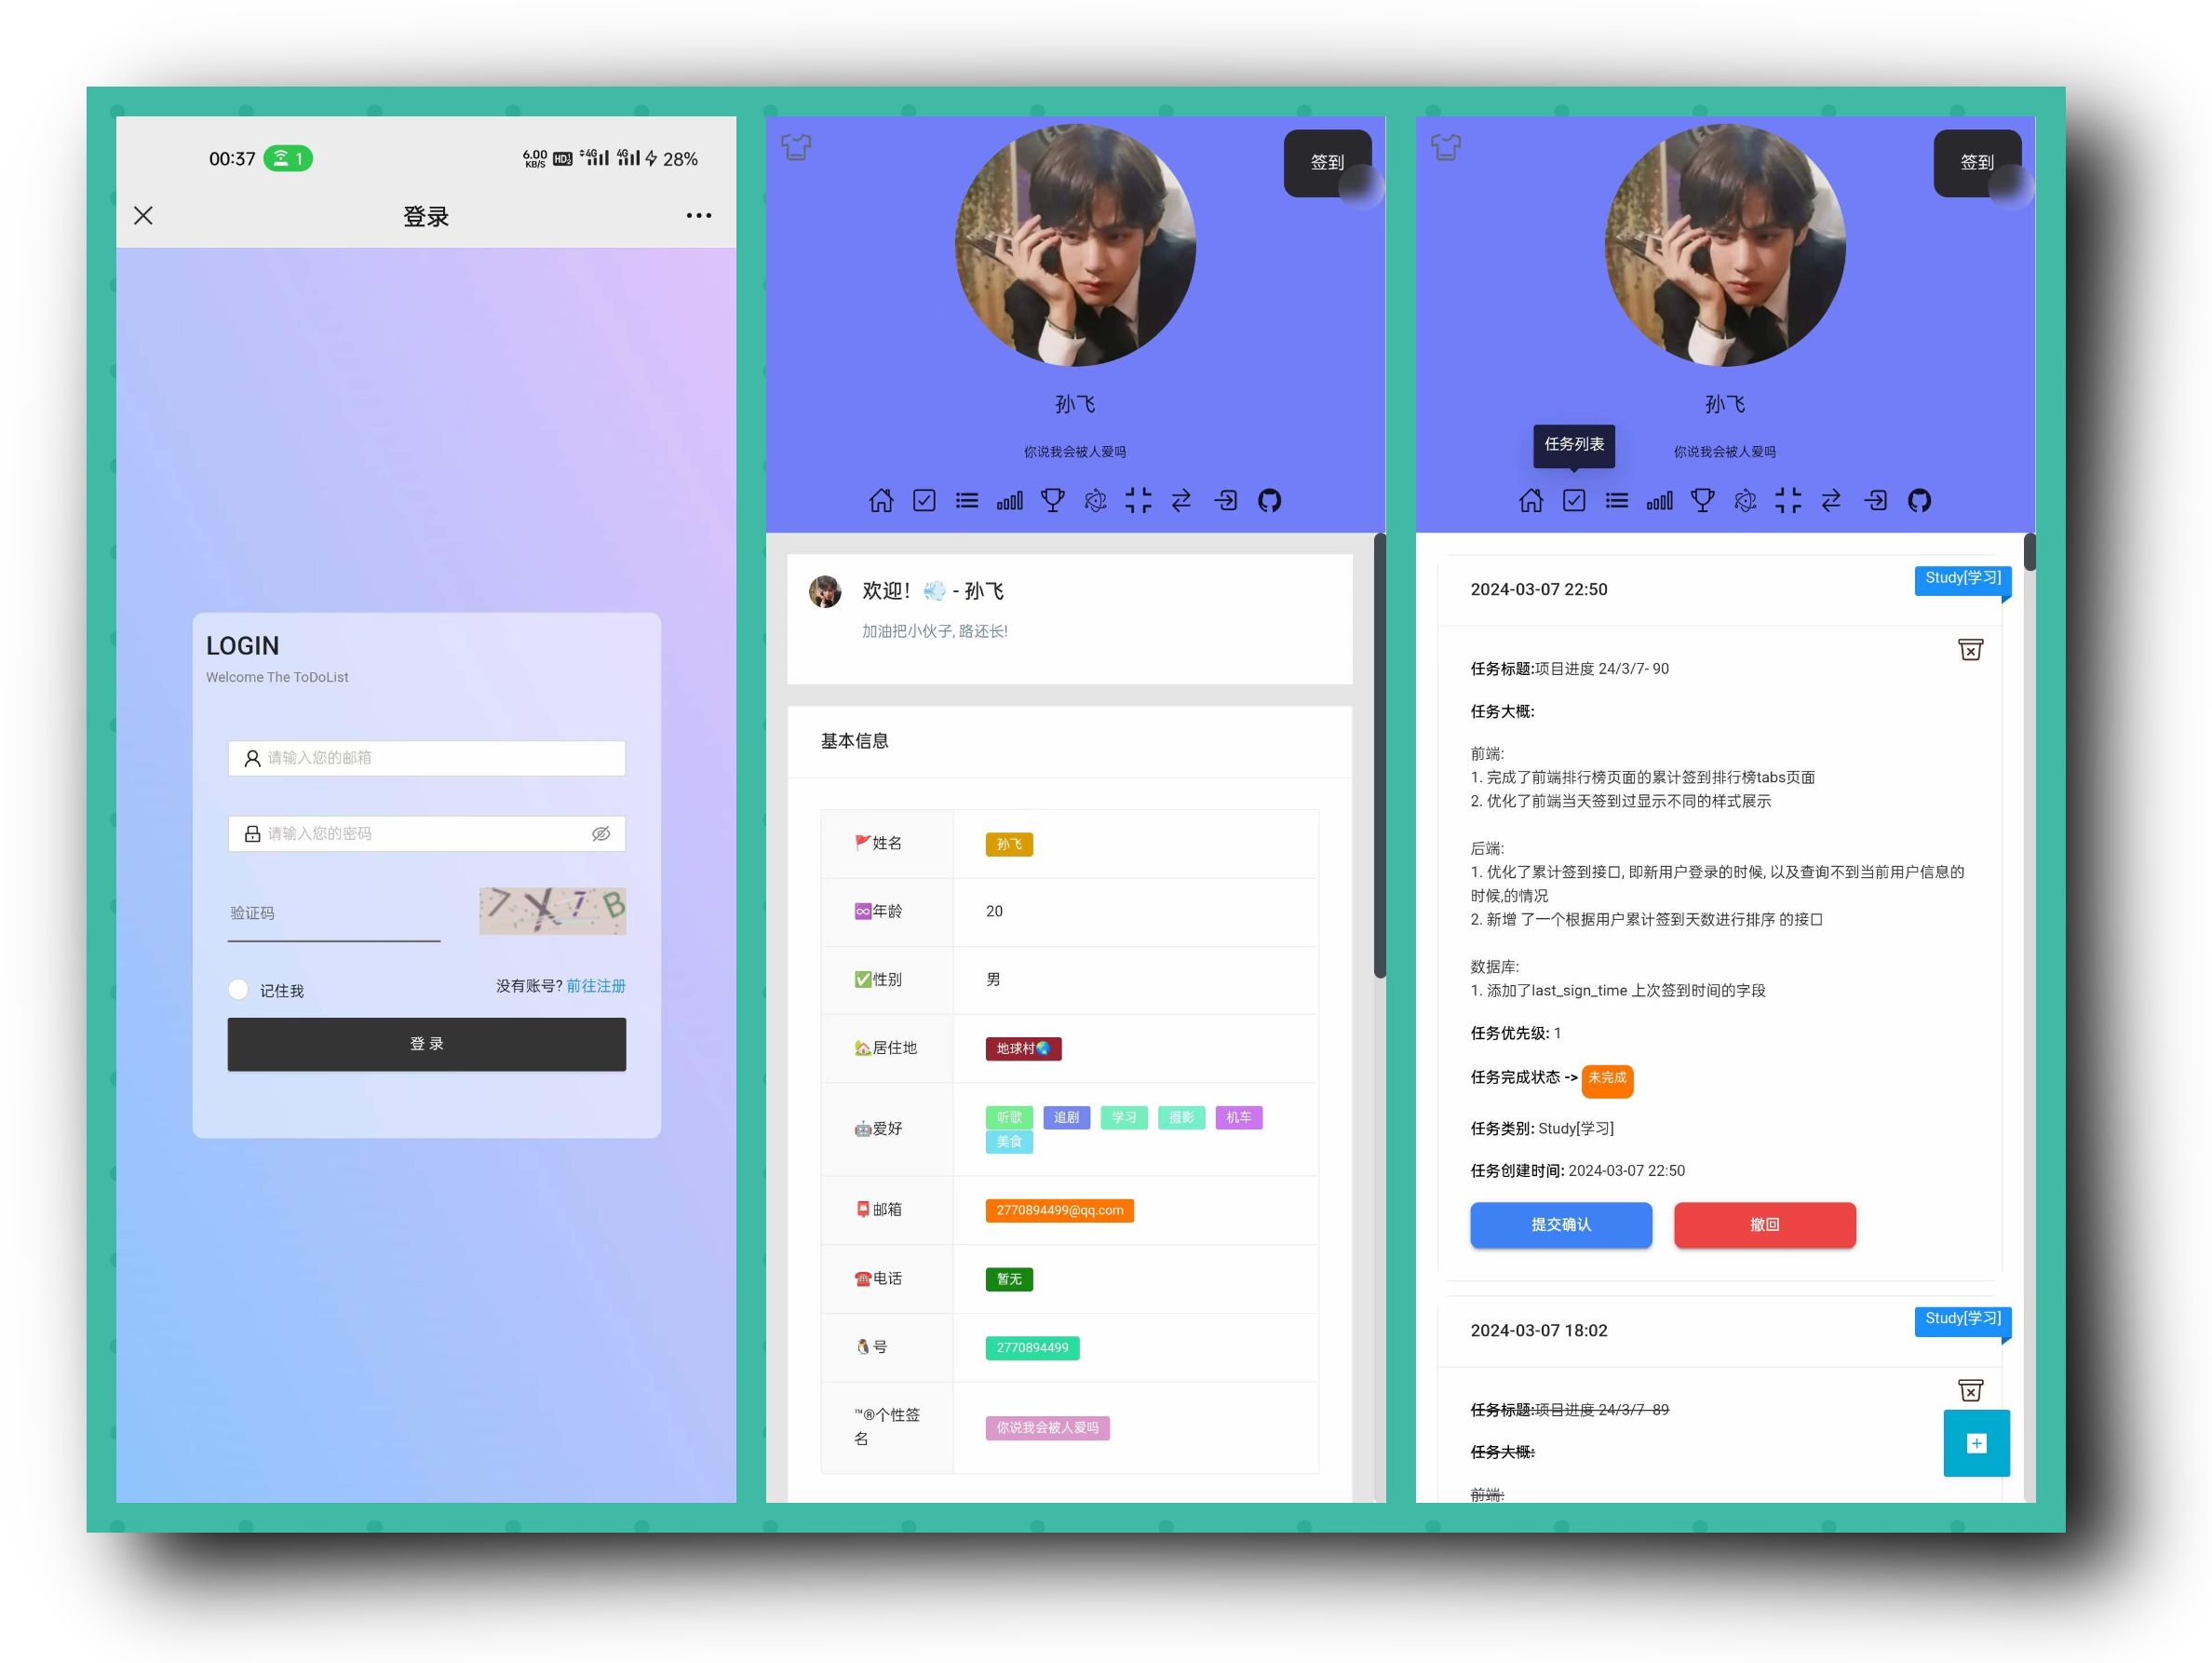 00:37
1
6.00
KB/S
HD2
4G
4G
28%
登录
LOGIN
Welcome The ToDoList
请输入您的邮箱
请输入您的密码
验证码
7X7B
记住我
没有账号? 前往注册
登 录
签到
孙飞
你说我会被人爱吗
欢迎! 💨 - 孙飞
加油把小伙子, 路还长!
基本信息
🚩姓名
孙飞
♾️年龄
20
✅性别
男
🏡居住地
地球村🌏
🤖爱好
听歌 追剧 学习 摄影 机车
美食
📮邮箱
2770894499@qq.com
☎️电话
暂无
🐧号
2770894499
™®个性签
名
你说我会被人爱吗
签到
孙飞
任务列表
你说我会被人爱吗
2024-03-07 22:50
Study[学习]
任务标题:项目进度 24/3/7- 90
任务大概:
前端:
1. 完成了前端排行榜页面的累计签到排行榜tabs页面
2. 优化了前端当天签到过显示不同的样式展示
后端:
1. 优化了累计签到接口, 即新用户登录的时候, 以及查询不到当前用户信息的
时候,的情况
2. 新增 了一个根据用户累计签到天数进行排序 的接口
数据库:
1. 添加了last_sign_time 上次签到时间的字段
任务优先级: 1
任务完成状态 -> 未完成
任务类别: Study[学习]
任务创建时间: 2024-03-07 22:50
提交确认
撤回
2024-03-07 18:02
Study[学习]
任务标题:项目进度 24/3/7- 89
任务大概:
前端: